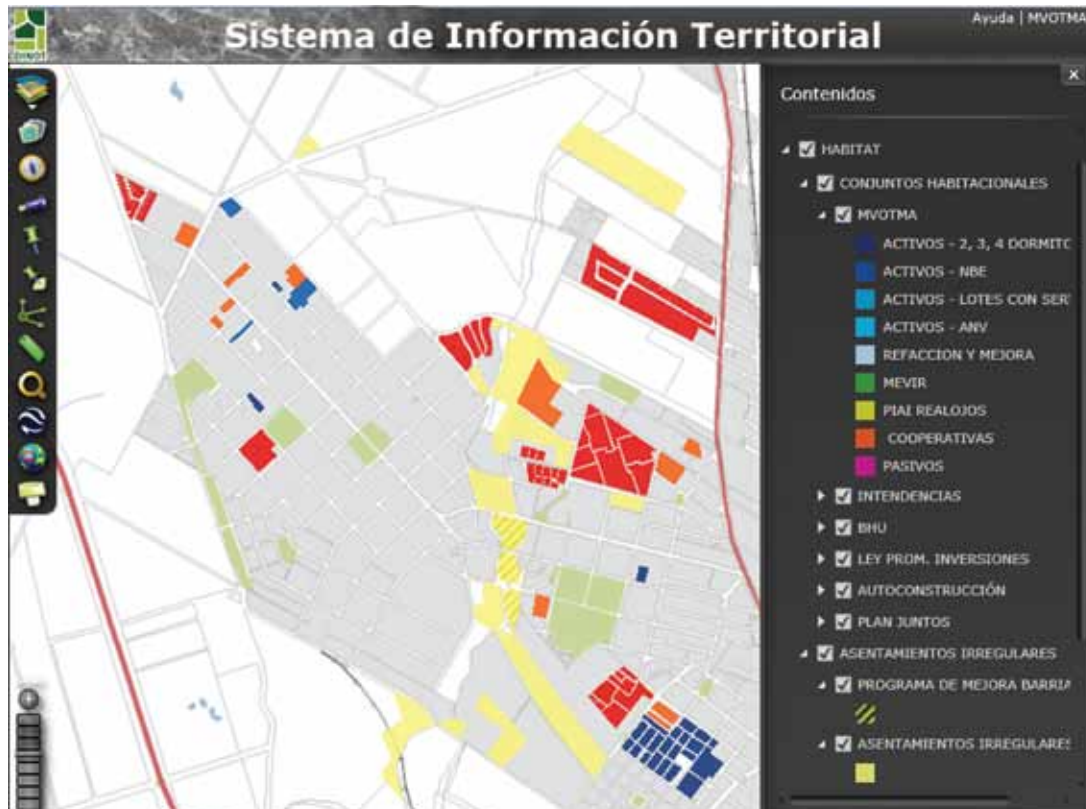 Sistema de Información Territorial
Ayuda | MVOTMA
Contenidos
HABITAT
CONJUNTOS HABITACIONALES
MVOTMA
ACTIVOS - 2, 3, 4 DORMITC
ACTIVOS - NBE
ACTIVOS - LOTES CON SER
ACTIVOS - ANV
REFACCION Y MEJORA
MEVIR
PIAI REALOJOS
COOPERATIVAS
PASIVOS
INTENDENCIAS
BHU
LEY PROM. INVERSIONES
AUTOCONSTRUCCIÓN
PLAN JUNTOS
ASENTAMIENTOS IRREGULARES
PROGRAMA DE MEJORA BARRIA
ASENTAMIENTOS IRREGULARES